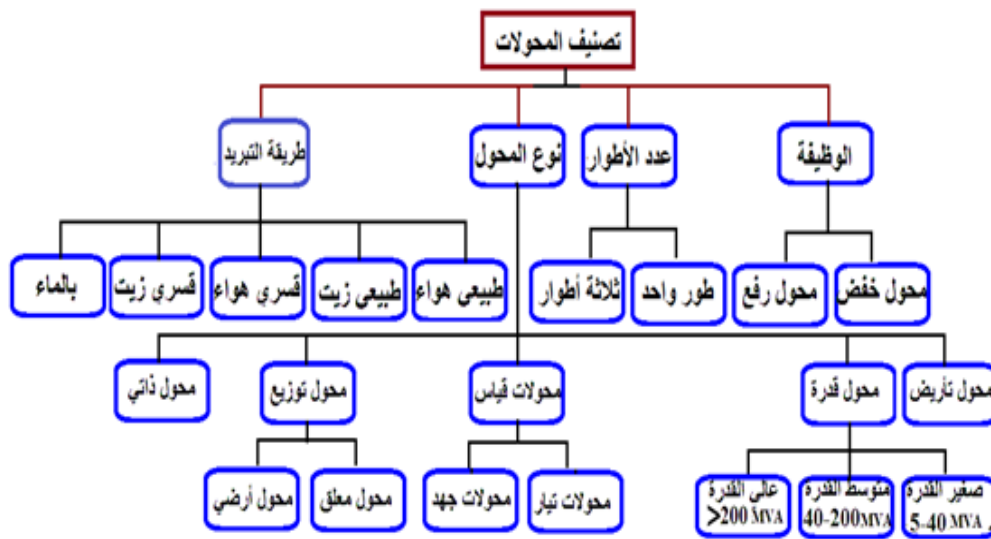 تصنيف المحولات
الوظيفة
عدد الأطوار
نوع المحول
طريقة التبريد
محول خفض
محول رفع
طور واحد
ثلاثة أطوار
طبيعي هواء
طبيعي زيت
قسري هواء
قسري زيت
بالماء
محول تأريض
محول قدرة
محولات قياس
محول توزيع
محول ذاتي
صغير القدرة
5-40 MVA
متوسط القدرة
40-200MVA
عالي القدرة
>200 MVA
محولات تيار
محولات جهد
محول معلق
محول أرضي